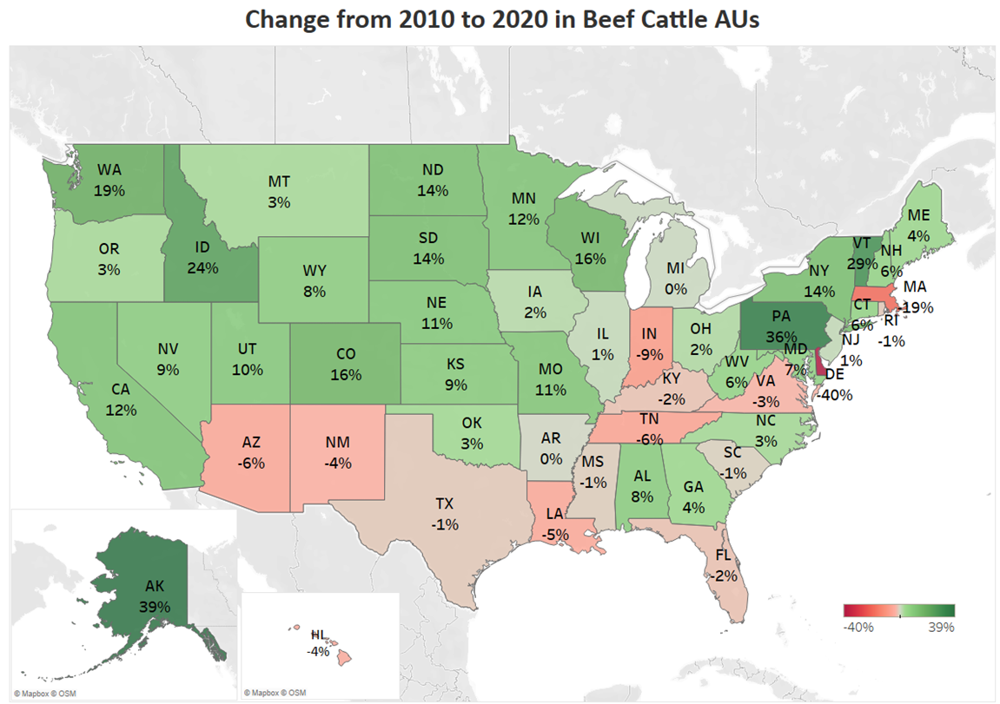 Change from 2010 to 2020 in Beef Cattle AUs
WA
19%
MT
3%
ND
14%
MN
12%
OR
3%
ID
24%
SD
14%
WI
16%
MI
0%
WY
8%
NE
11%
IA
2%
NY
14%
VT
29%
NH
6%
ME
4%
MA
-19%
CT
6%
RI
-1%
PA
36%
NJ
1%
MD
7%
DE
-40%
NV
9%
UT
10%
CO
16%
KS
9%
MO
11%
IL
1%
IN
-9%
OH
2%
WV
6%
VA
-3%
KY
-2%
CA
12%
AZ
-6%
NM
-4%
OK
3%
AR
0%
TN
-6%
NC
3%
SC
-1%
MS
-1%
AL
8%
GA
4%
TX
-1%
LA
-5%
FL
-2%
AK
39%
HI
-4%
-40%
39%
© Mapbox © OSM
© Mapbox © OSM